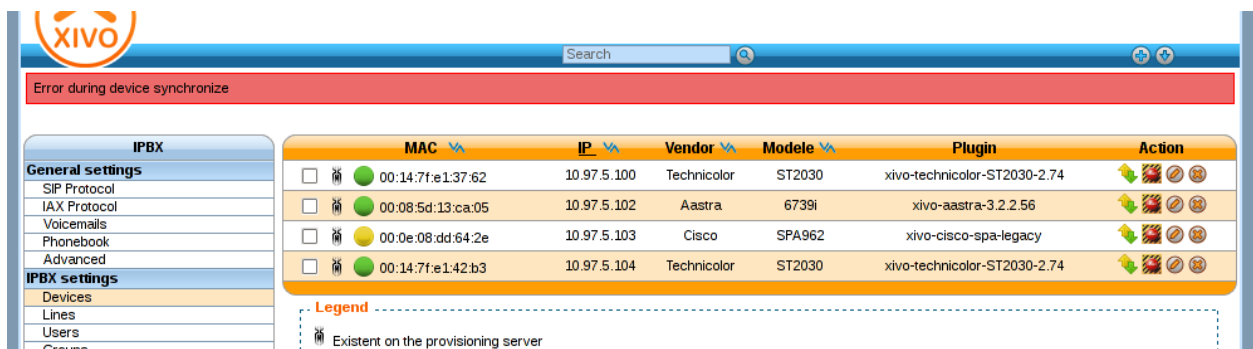 XIVO
Search
Error during device synchronize
IPBX
General settings
SIP Protocol
IAX Protocol
Voicemails
Phonebook
Advanced
IPBX settings
Devices
Lines
Users
MAC IP Vendor Modele Plugin Action
00:14:7f:e1:37:62 10.97.5.100 Technicolor ST2030 xivo-technicolor-ST2030-2.74
00:08:5d:13:ca:05 10.97.5.102 Aastra 6739i xivo-aastra-3.2.2.56
00:0e:08:dd:64:2e 10.97.5.103 Cisco SPA962 xivo-cisco-spa-legacy
00:14:7f:e1:42:b3 10.97.5.104 Technicolor ST2030 xivo-technicolor-ST2030-2.74
Legend
Existent on the provisioning server